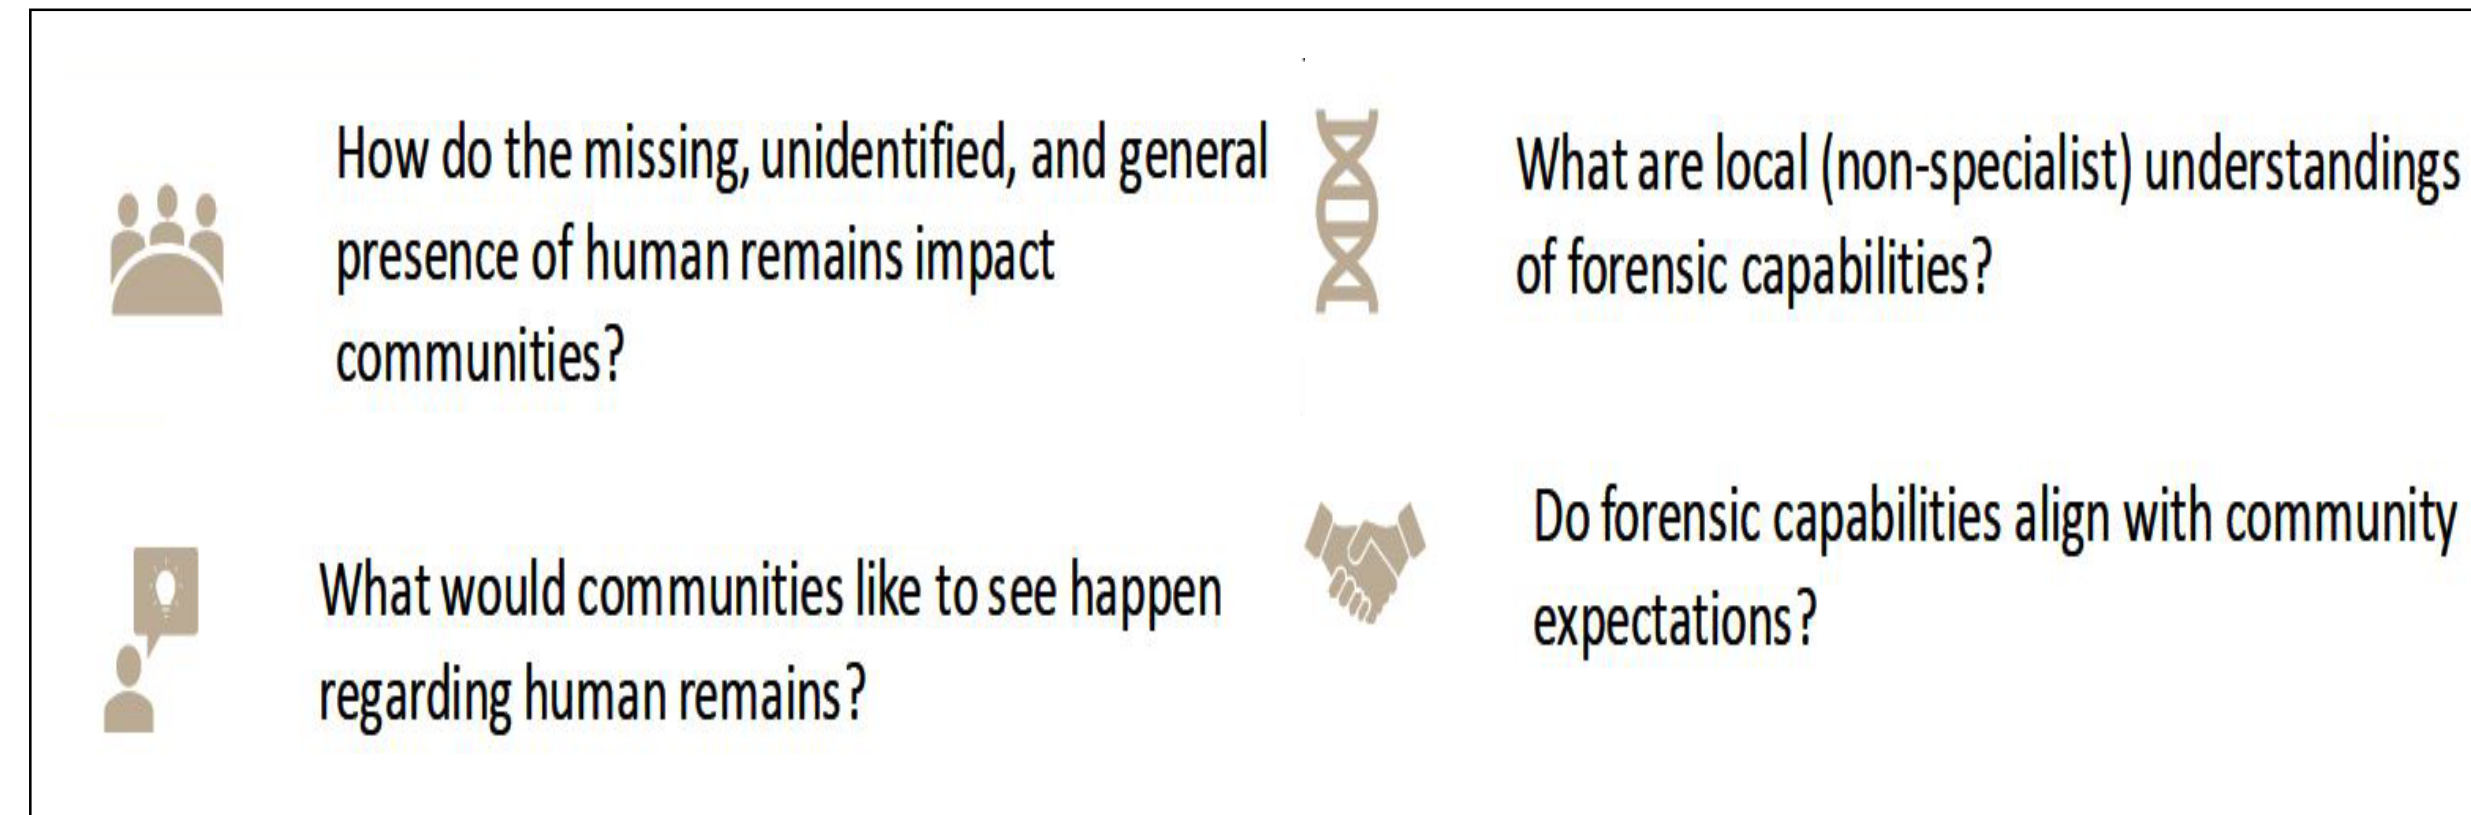 How do the missing, unidentified, and general
presence of human remains impact
communities?
What would communities like to see happen
regarding human remains?
What are local (non-specialist) understandings
of forensic capabilities?
Do forensic capabilities align with community
expectations?